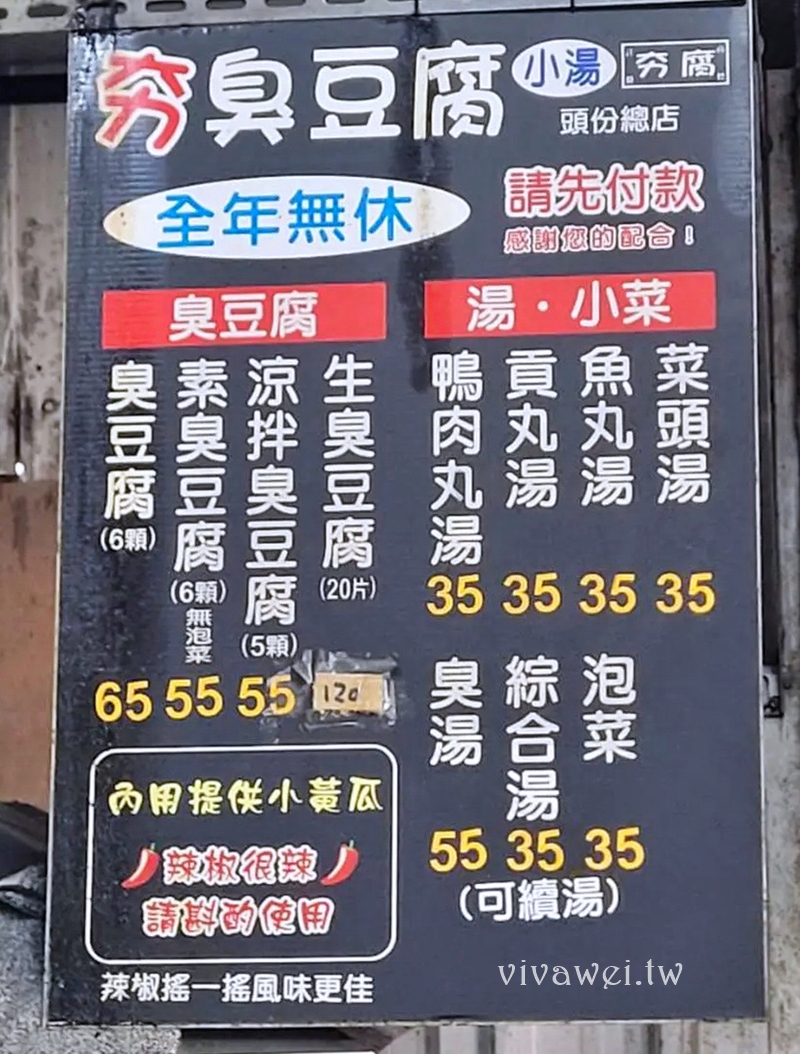 夯臭豆腐
小湯
夯腐
頭份總店
全年無休
請先付款
感謝您的配合!
臭豆腐
臭豆腐(6顆)
65
素臭豆腐(6顆)無泡菜
55
涼拌臭豆腐(5顆)
55
生臭豆腐(20片)
120
湯・小菜
鴨肉丸湯
35
貢丸湯
35
魚丸湯
35
菜頭湯
35
臭湯
55
綜合湯
35
泡菜
35
(可續湯)
內用提供小黃瓜
辣椒很辣
請斟酌使用
辣椒搖一搖風味更佳
vivawei.tw